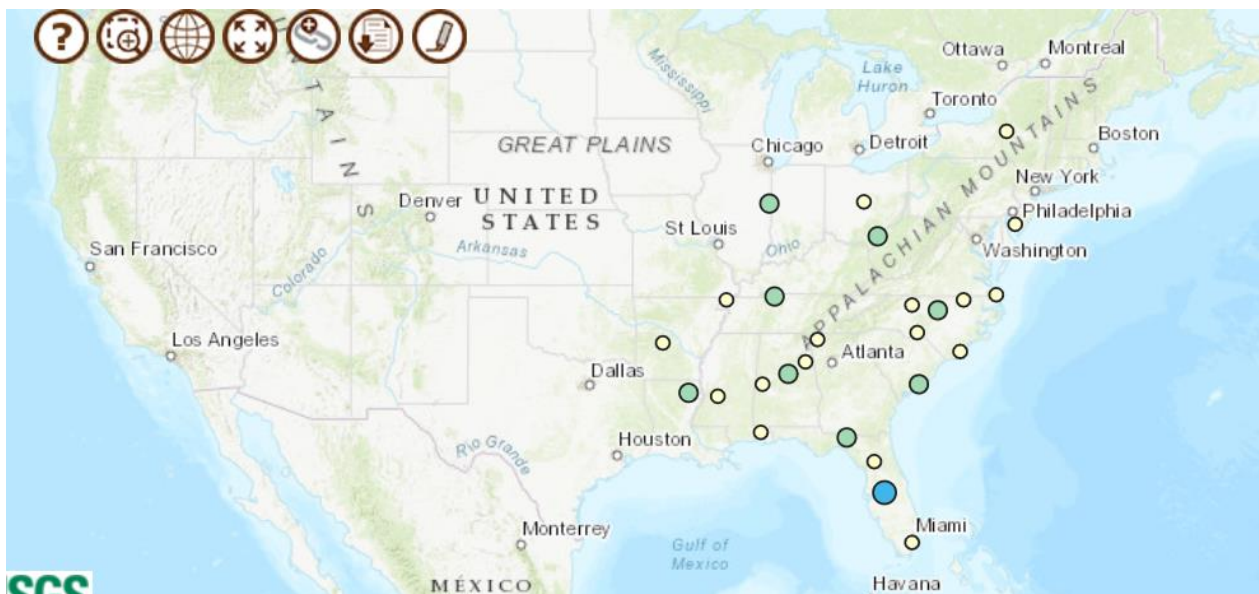 ?
Ottawa
Montreal
Mississippi
Lake
Huron
Toronto
TAINS
GREAT PLAINS
Chicago
Detroit
Boston
APPALACHIAN MOUNTAINS
New York
Denver
UNITED
STATES
Philadelphia
St Louis
Ohio
Washington
San Francisco
Colorado
Arkansas
Los Angeles
Atlanta
Dallas
Houston
Rio Grande
Miami
Monterrey
Gulf of
Mexico
MÉXICO
Havana
SGS